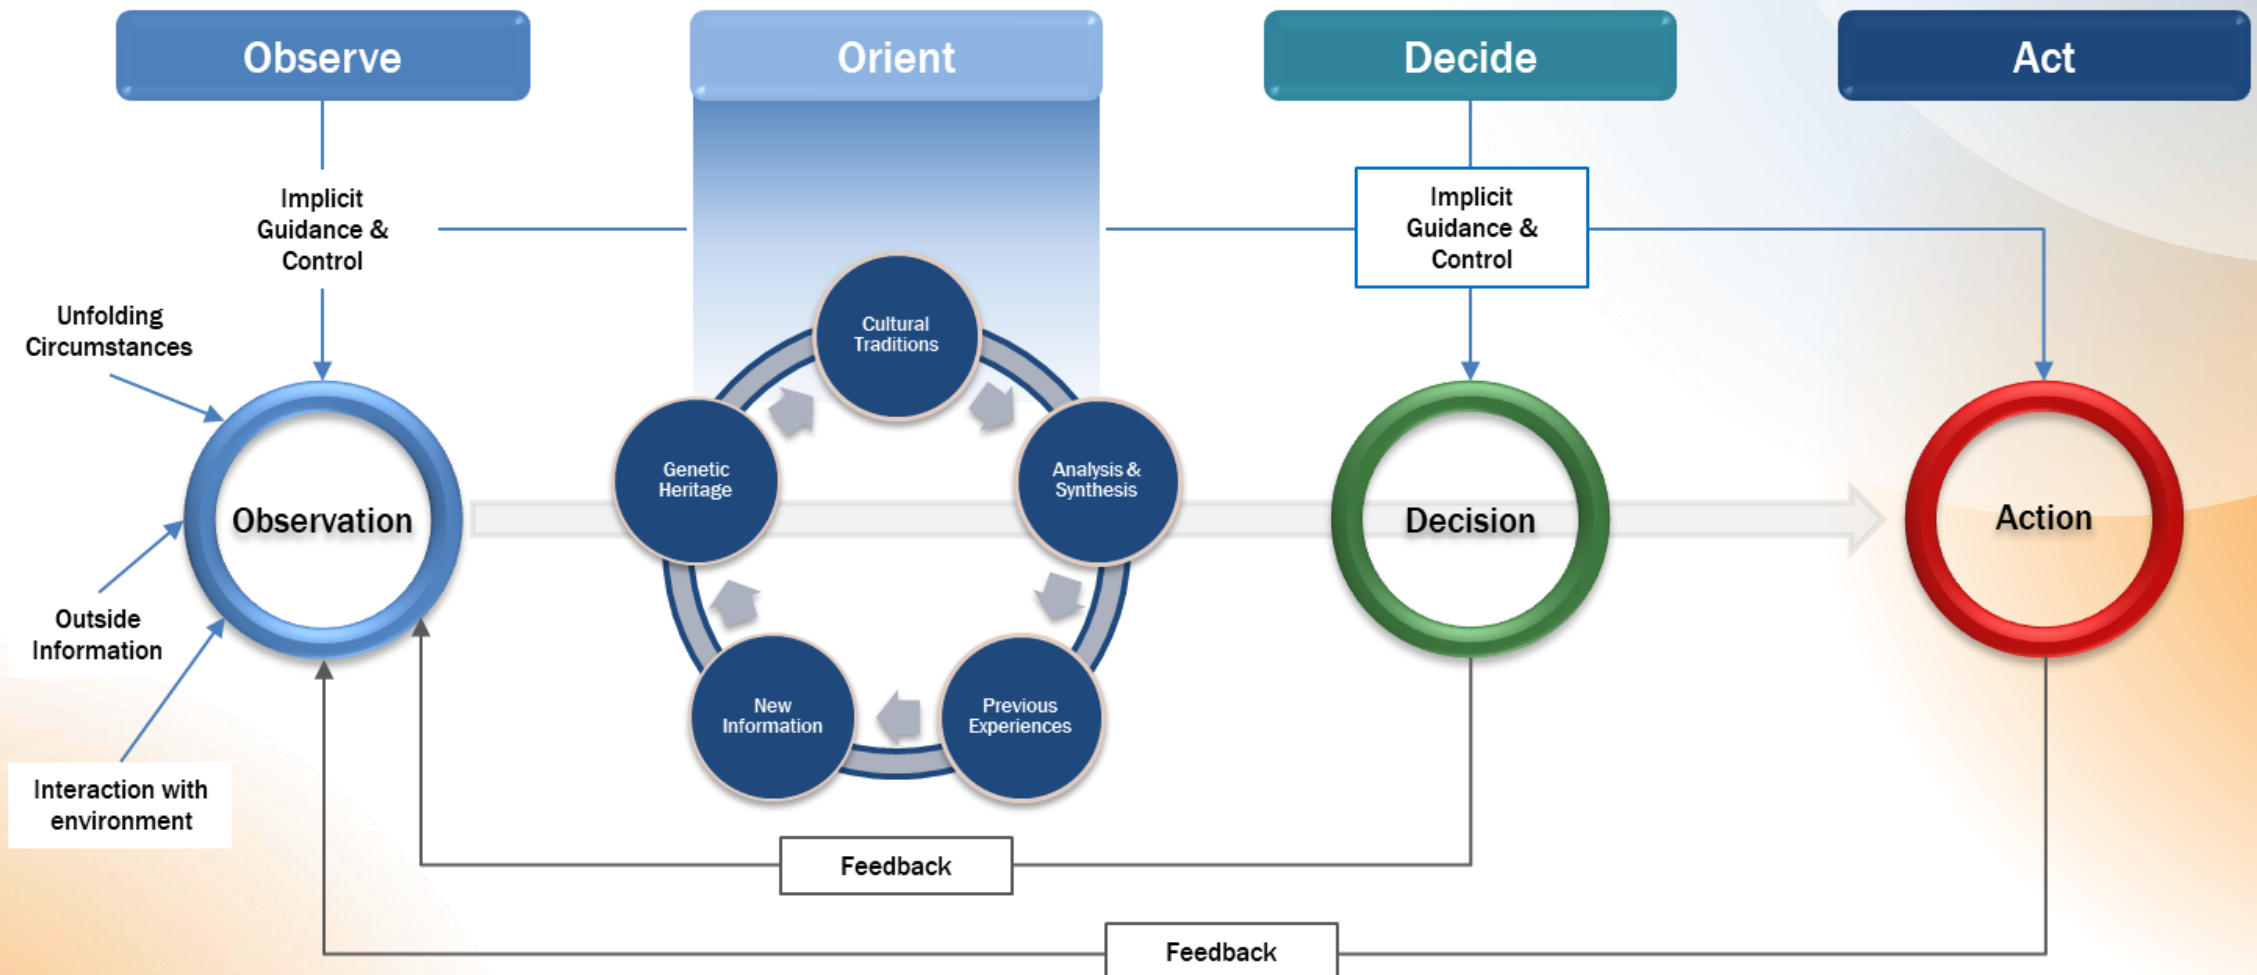 Observe
Orient
Decide
Act
Implicit
Guidance &
Control
Implicit
Guidance &
Control
Unfolding
Circumstances
Cultural
Traditions
Genetic
Heritage
Analysis &
Synthesis
Observation
Decision
Action
Outside
Information
New
Information
Previous
Experiences
Interaction with
environment
Feedback
Feedback